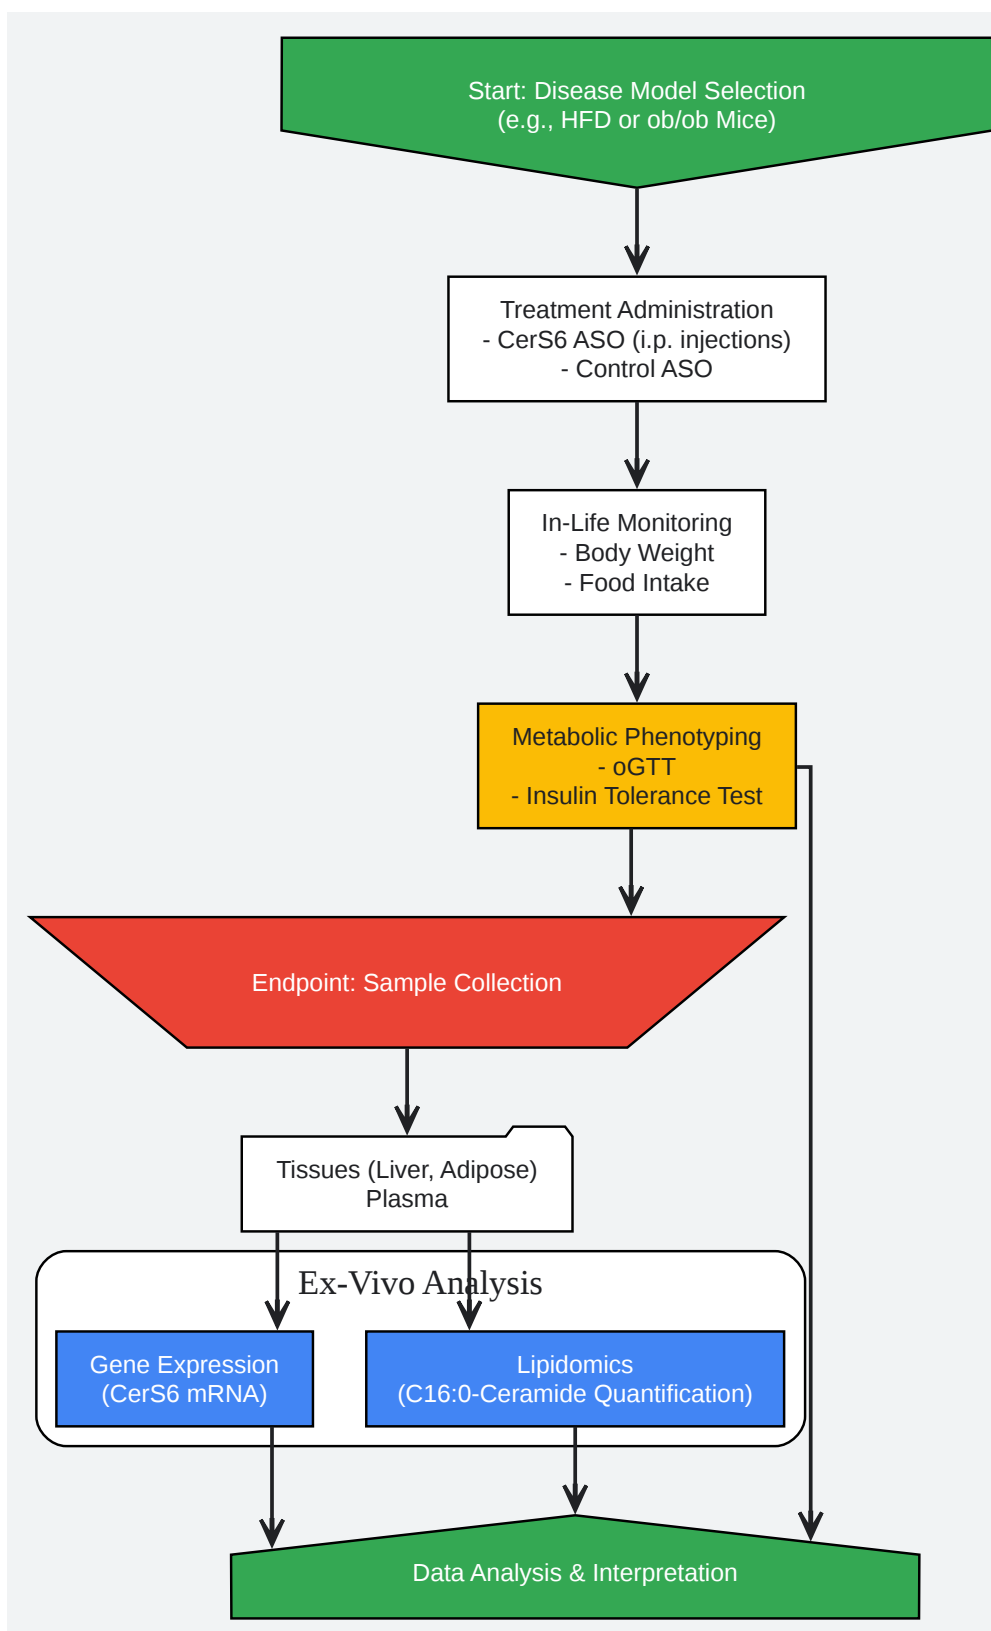 Start: Disease Model Selection
(e.g., HFD or ob/ob Mice)
Treatment Administration
- CerS6 ASO (i.p. injections)
- Control ASO
In-Life Monitoring
- Body Weight
- Food Intake
Metabolic Phenotyping
- oGTT
- Insulin Tolerance Test
Endpoint: Sample Collection
Tissues (Liver, Adipose)
Plasma
Ex-Vivo Analysis
Gene Expression
(CerS6 mRNA)
Lipidomics
(C16:0-Ceramide Quantification)
Data Analysis & Interpretation